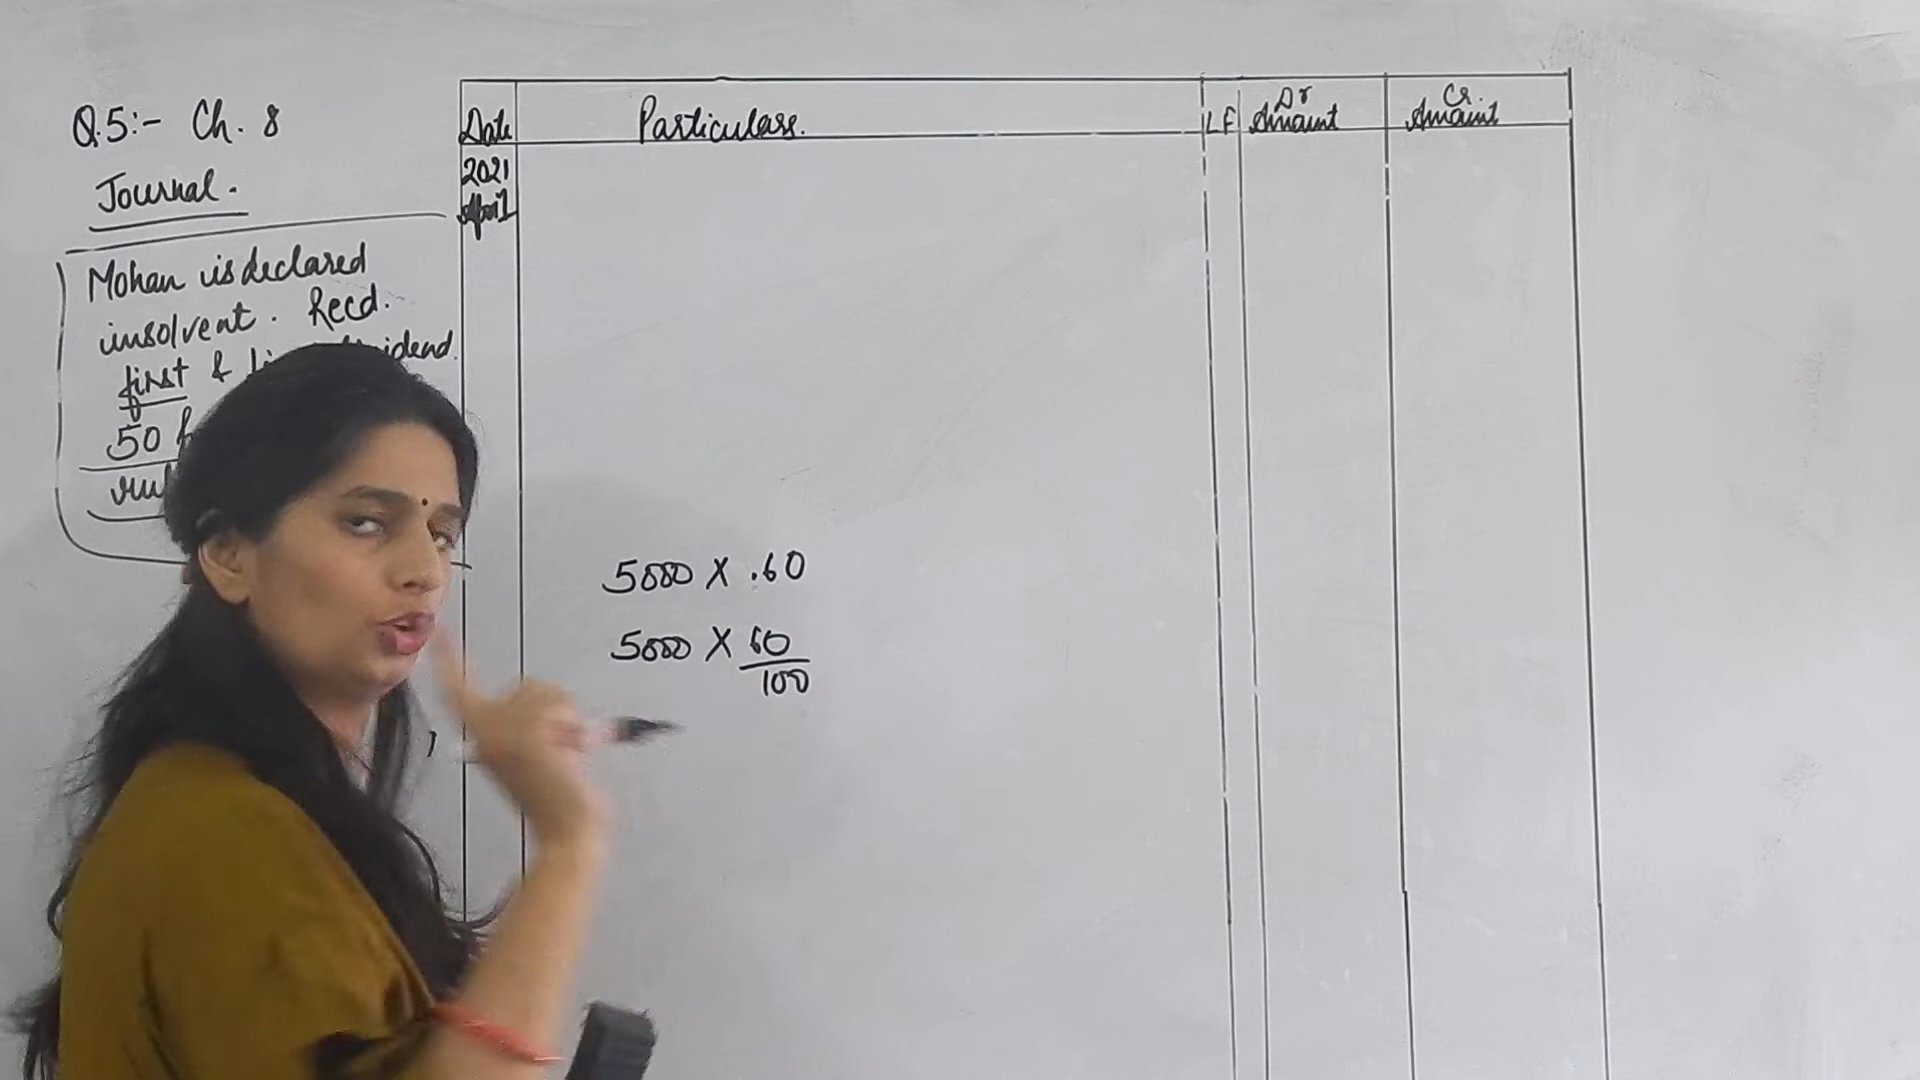 Q.5:- Ch. 8
Journal.
Mohan is declared
insolvent. Recd.
first &
50
Date Particulars. LF Dr Amount Cr. Amount
2021
April
5000 X .60
5000 X 60
100